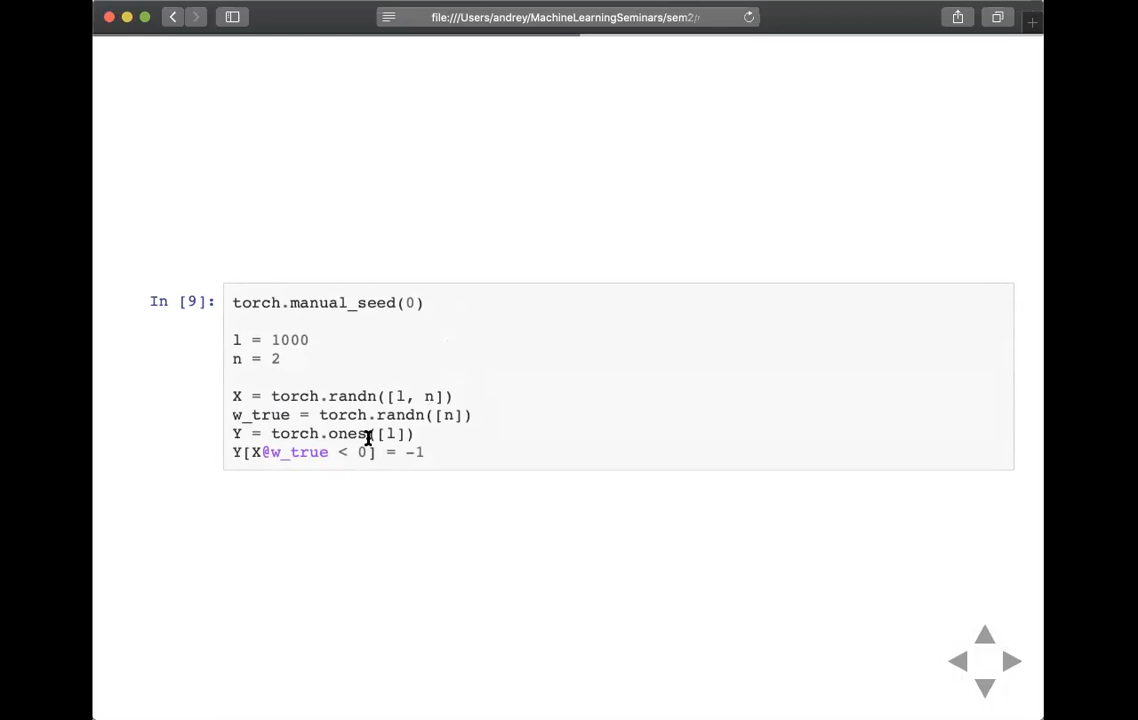 file:///Users/andrey/MachineLearningSeminars/sem2/
In [9]:
torch.manual_seed(0)
l = 1000
n = 2
X = torch.randn([l, n])
w_true = torch.randn([n])
Y = torch.ones([l])
Y[X@w_true < 0] = -1